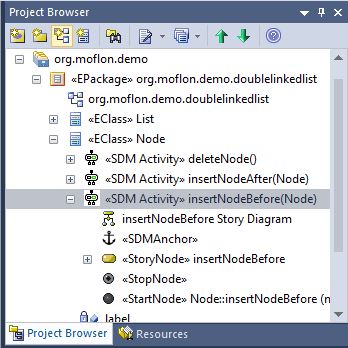 Project Browser
org.moflon.demo
«EPackage» org.moflon.demo.doublelinkedlist
org.moflon.demo.doublelinkedlist
«EClass» List
«EClass» Node
«SDM Activity» deleteNode()
«SDM Activity» insertNodeAfter(Node)
«SDM Activity» insertNodeBefore(Node)
insertNodeBefore Story Diagram
«SDMAnchor»
«StoryNode» insertNodeBefore
«StopNode»
«StartNode» Node::insertNodeBefore (n
label
Project Browser Resources